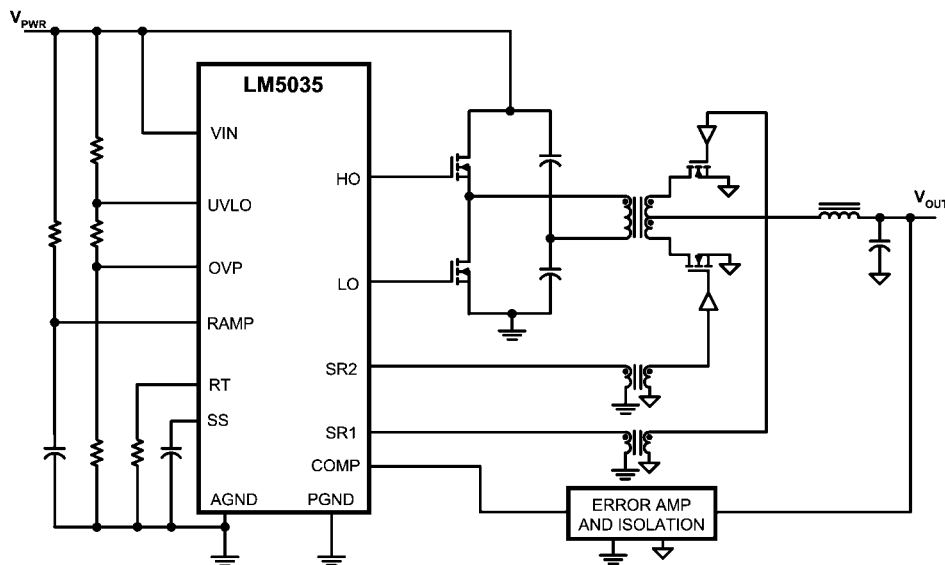 VPWR
LM5035
VIN
HO
UVLO
VOUT
OVP
LO
RAMP
SR2
RT
SS
SR1
COMP
AGND
PGND
ERROR AMP
AND ISOLATION